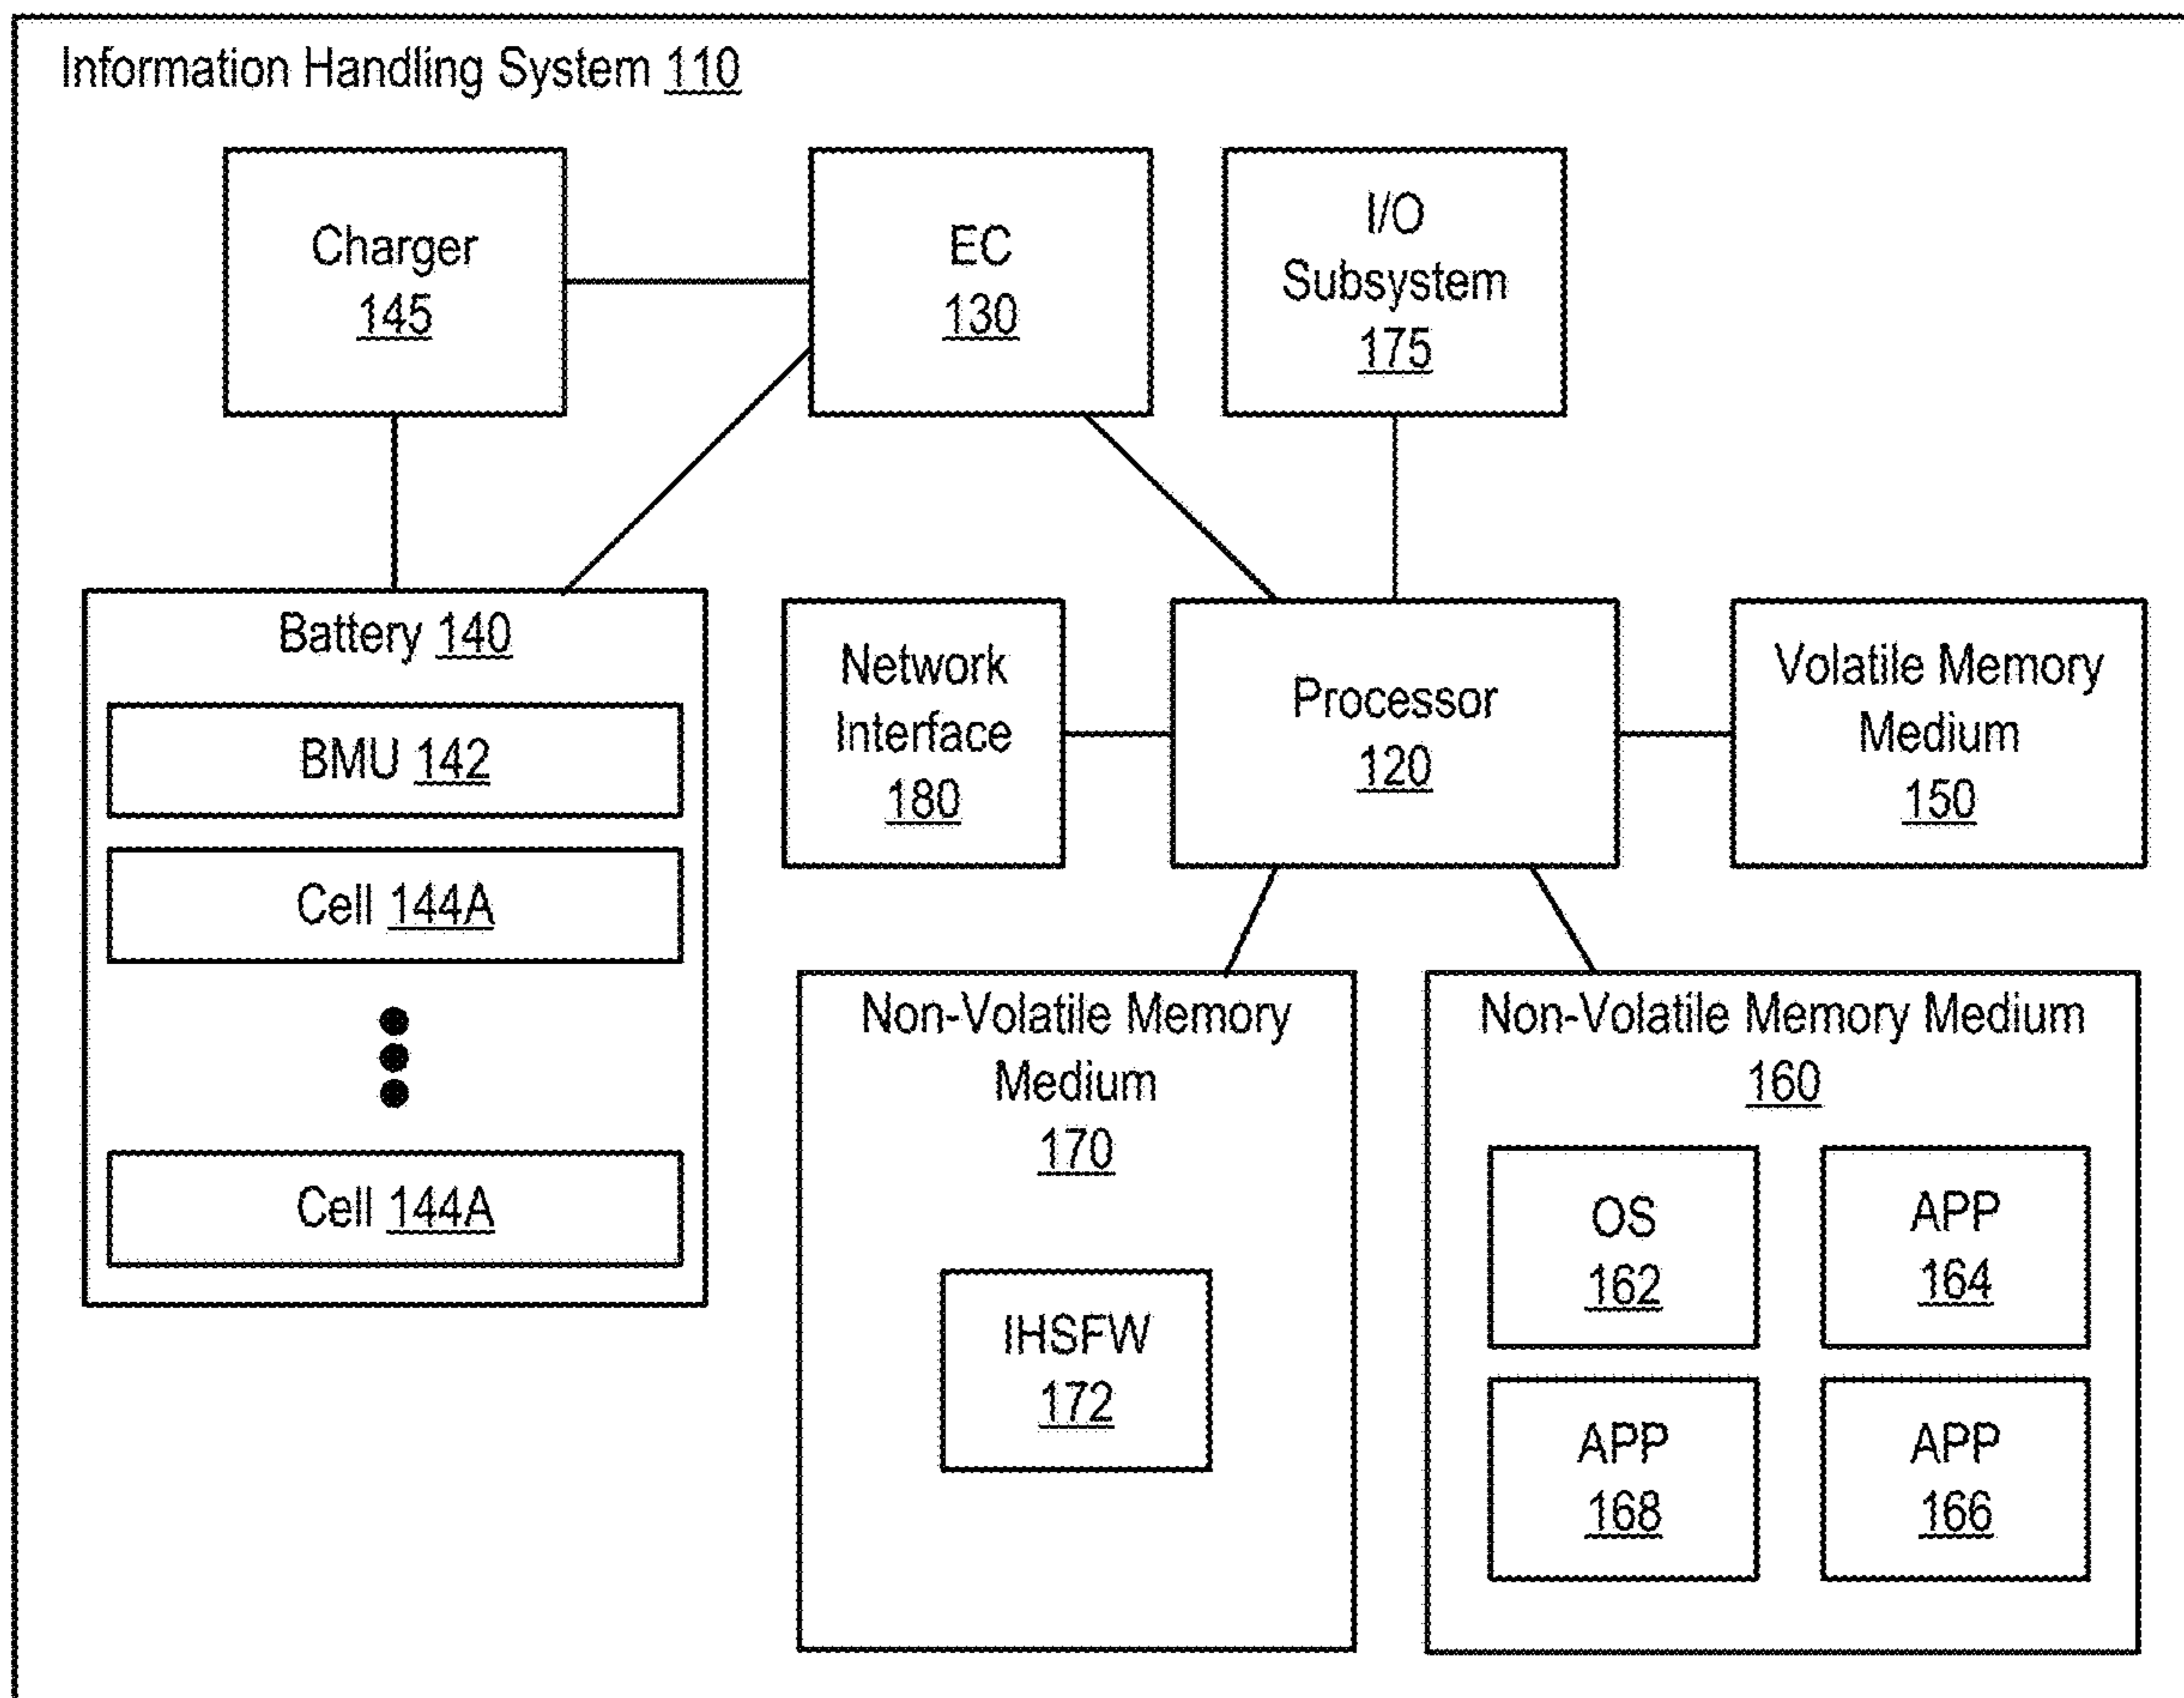 Information Handling System 110
Charger
145
EC
130
I/O
Subsystem
175
Battery 140
BMU 142
Cell 144A
Cell 144A
Network
Interface
180
Processor
120
Volatile Memory
Medium
150
Non-Volatile Memory
Medium
170
IHSFW
172
Non-Volatile Memory Medium
160
OS
162
APP
164
APP
168
APP
166